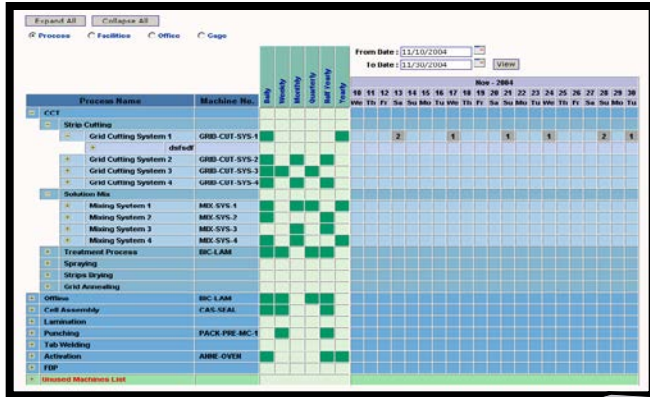 Expand All Collapse All
Process Facilities Office Gage
From Date : 11/10/2004
To Date : 11/30/2004 View
Daily Weekly Monthly Quarterly Half Yearly Yearly
Nov - 2004
10 11 12 13 14 15 16 17 18 19 20 21 22 23 24 25 26 27 28 29 30
Process Name Machine No. We Th Fr Sa Su Mo Tu We Th Fr Sa Su Mo Tu We Th Fr Sa Su Mo Tu
CCT
Strip Cutting
Grid Cutting System 1 GRID-CUT-SYS-1 2 1 1 1 2 1
dsfsdf
Grid Cutting System 2 GRID-CUT-SYS-2
Grid Cutting System 3 GRID-CUT-SYS-3
Grid Cutting System 4 GRID-CUT-SYS-4
Solution Mix
Mixing System 1 MIX-SYS-1
Mixing System 2 MIX-SYS-2
Mixing System 3 MIX-SYS-3
Mixing System 4 MIX-SYS-4
Treatment Process BIC-LAM
Spraying
Strips Drying
Grid Annealing
Offline BIC-LAM
Cell Assembly CAS-SEAL
Lamination
Punching PACK-PRE-MC-1
Tab Welding
Activation ANNE-OVEN
FDP
Unused Machines List